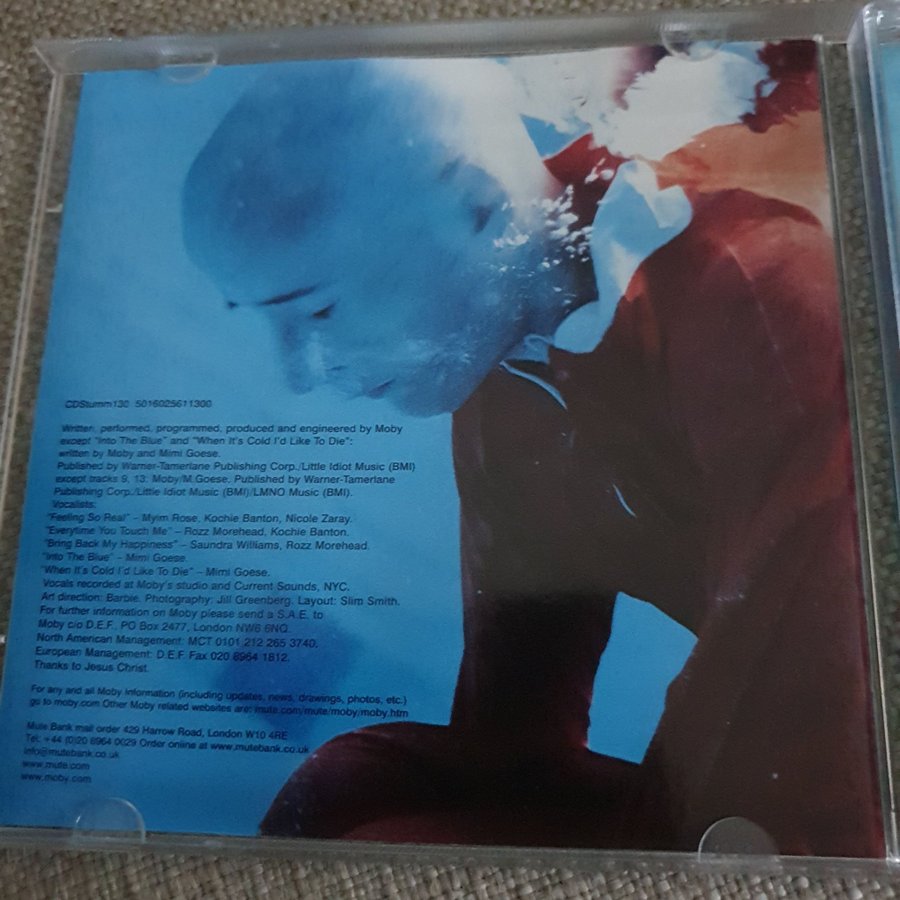 CDStumm130 5016025611300
Written, performed, programmed, produced and engineered by Moby
except "Into The Blue" and "When It's Cold I'd Like To Die":
written by Moby and Mimi Goese.
Published by Warner-Tamerlane Publishing Corp./Little Idiot Music (BMI)
except tracks 9, 13: Moby/M.Goese. Published by Warner-Tamerlane
Publishing Corp./Little Idiot Music (BMI)/LMNO Music (BMI).
Vocalists:
"Feeling So Real" – Myim Rose, Kochie Banton, Nicole Zaray.
"Everytime You Touch Me" – Rozz Morehead, Kochie Banton.
"Bring Back My Happiness" – Saundra Williams, Rozz Morehead.
"Into The Blue" – Mimi Goese.
"When It's Cold I'd Like To Die" – Mimi Goese.
Vocals recorded at Moby's studio and Current Sounds, NYC.
Art direction: Barbie. Photography: Jill Greenberg. Layout: Slim Smith.
For further information on Moby please send a S.A.E. to
Moby c/o D.E.F. PO Box 2477, London NW6 6NQ.
North American Management: MCT 0101 212 265 3740.
European Management: D.E.F. Fax 020 8964 1812.
Thanks to Jesus Christ.
For any and all Moby information (including updates, news, drawings, photos, etc.)
go to moby.com Other Moby related websites are: mute.com/mute/moby/moby.htm
Mute Bank mail order 429 Harrow Road, London W10 4RE
Tel: +44 (0)20 8964 0029 Order online at www.mutebank.co.uk
info@mutebank.co.uk
www.mute.com
www.moby.com